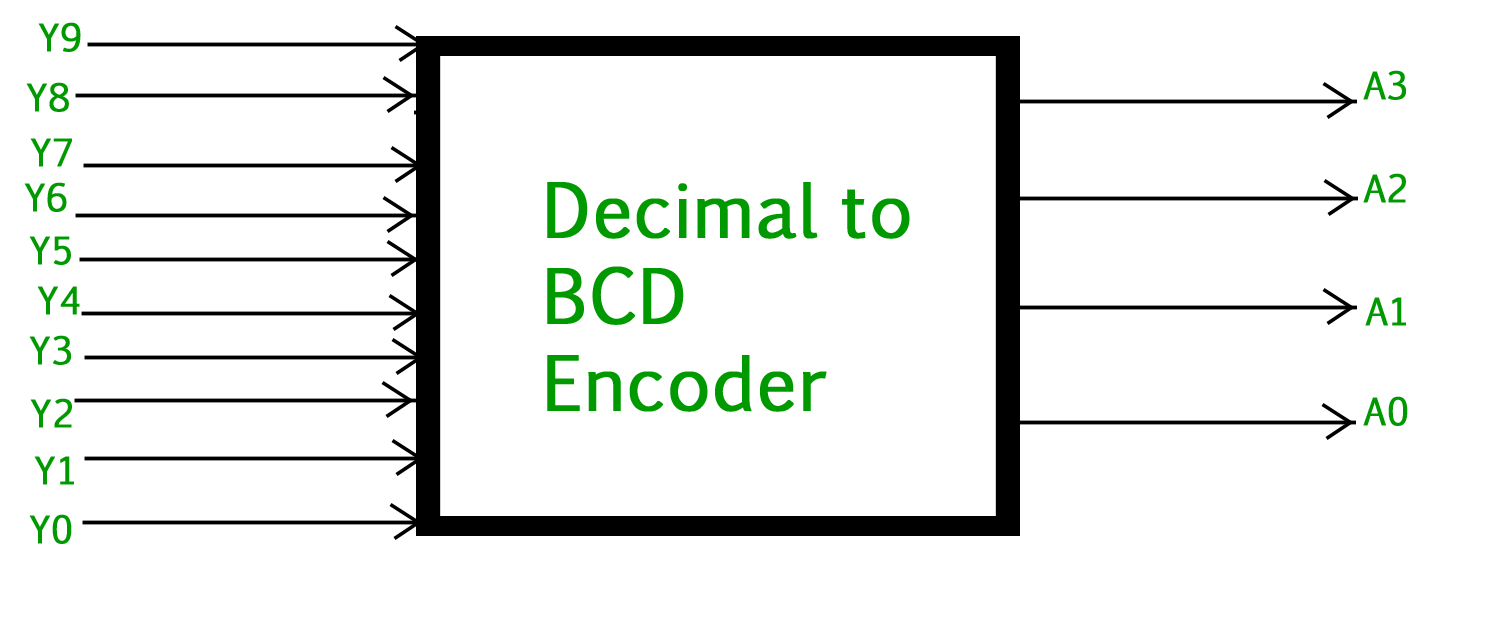 Y9
Y8
Y7
Y6
Y5
Y4
Y3
Y2
Y1
Y0
Decimal to
BCD
Encoder
A3
A2
A1
A0